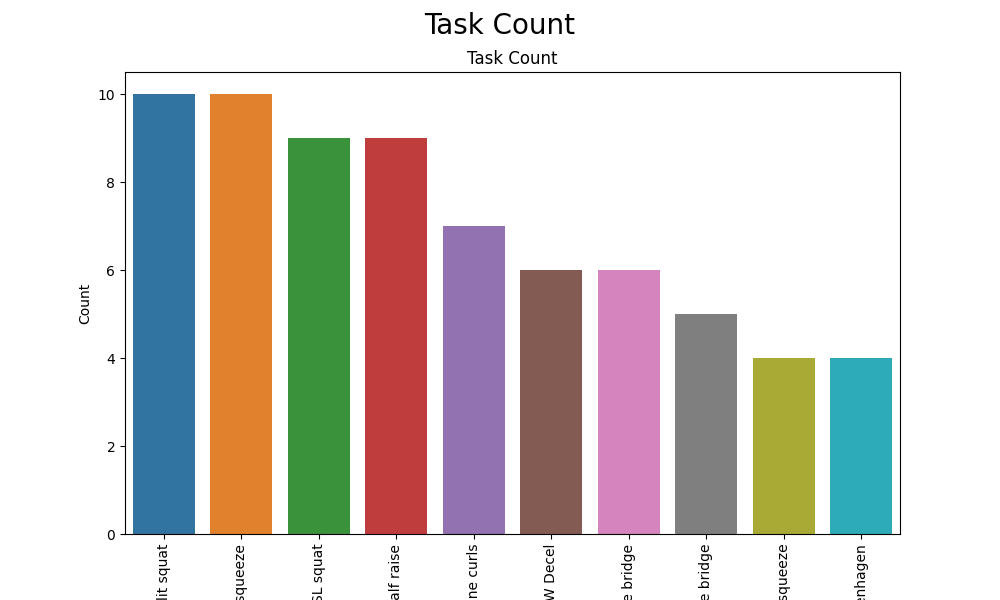 Task Count
Task Count
10
8
6
4
2
0
Count
lit squat
squeeze
SL squat
alf raise
ne curls
W Decel
e bridge
e bridge
squeeze
enhagen